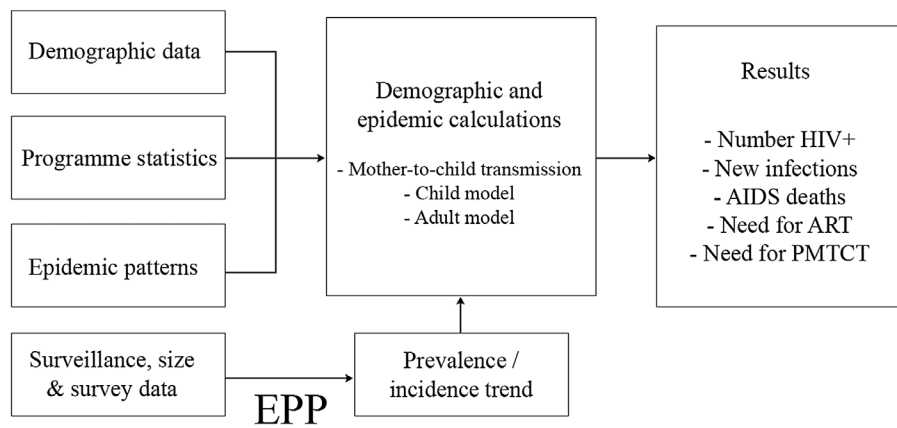 Demographic data
Programme statistics
Epidemic patterns
Surveillance, size
& survey data
EPP
Prevalence /
incidence trend
Demographic and
epidemic calculations
- Mother-to-child transmission
- Child model
- Adult model
Results
- Number HIV+
- New infections
- AIDS deaths
- Need for ART
- Need for PMTCT